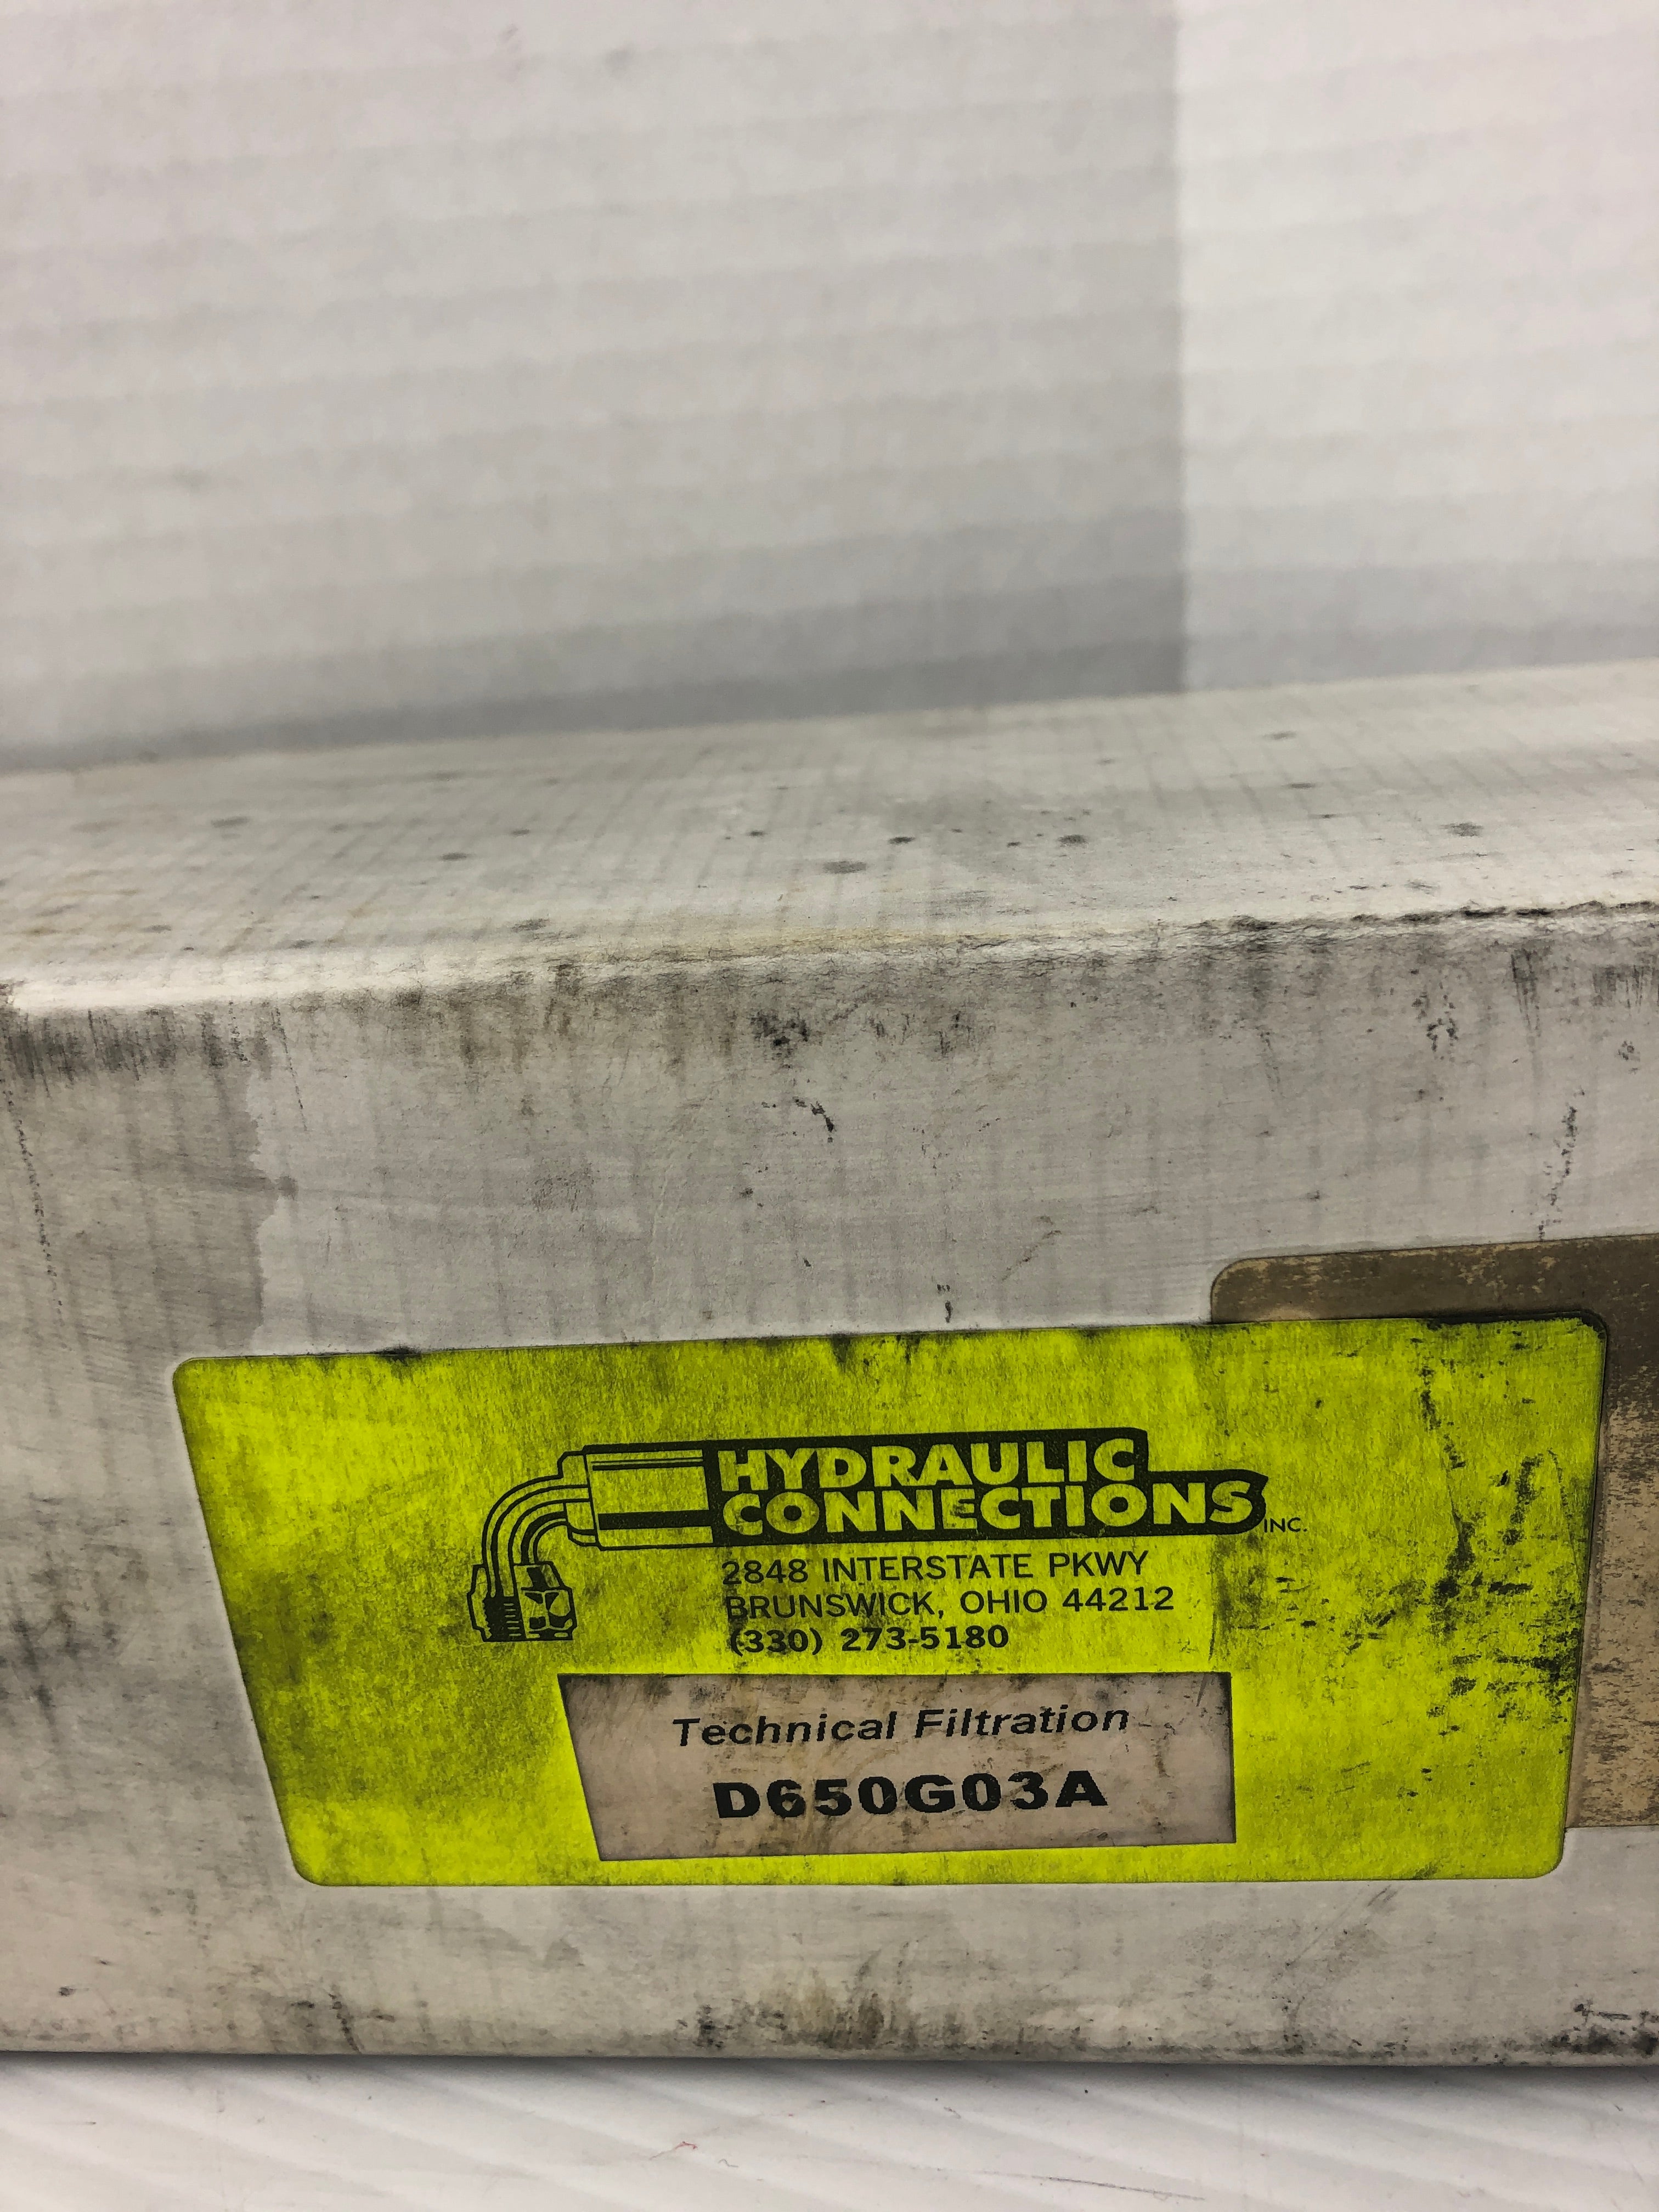 HYDRAULIC
CONNECTIONS INC.
2848 INTERSTATE PKWY
BRUNSWICK, OHIO 44212
(330) 273-5180
Technical Filtration
D650G03A